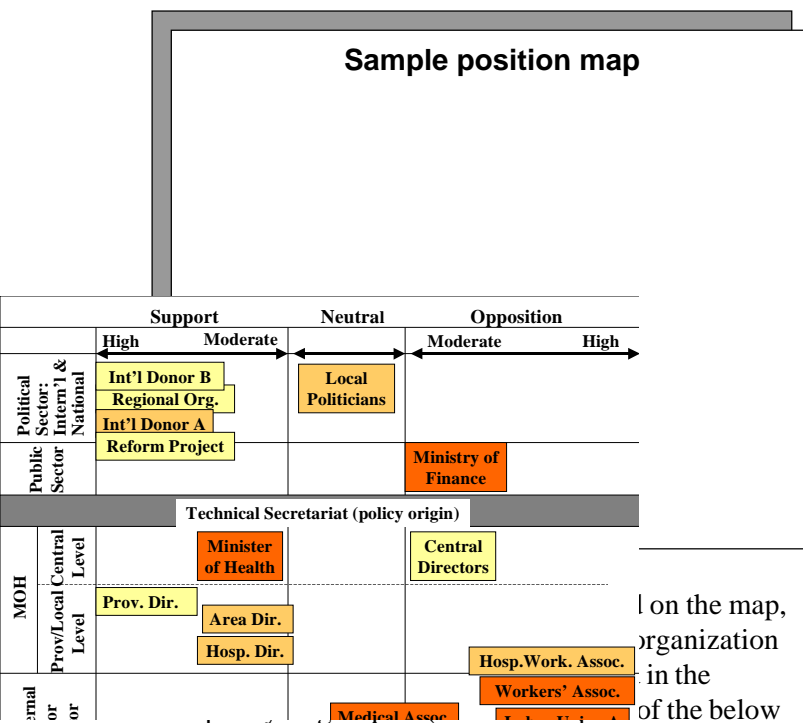 Sample position map
Support Neutral Opposition
High Moderate Moderate High
Political
Sector:
Intern'l &
National
Int'l Donor B
Regional Org.
Int'l Donor A
Reform Project
Local
Politicians
Public
Sector
Ministry of
Finance
Technical Secretariat (policy origin)
MOH
Central
Level
Minister
of Health
Central
Directors
Prov/Local
Level
Prov. Dir.
Area Dir.
Hosp. Dir.
Hosp.Work. Assoc.
Workers' Assoc.
Medical Assoc.
on the map,
organization
in the
of the below